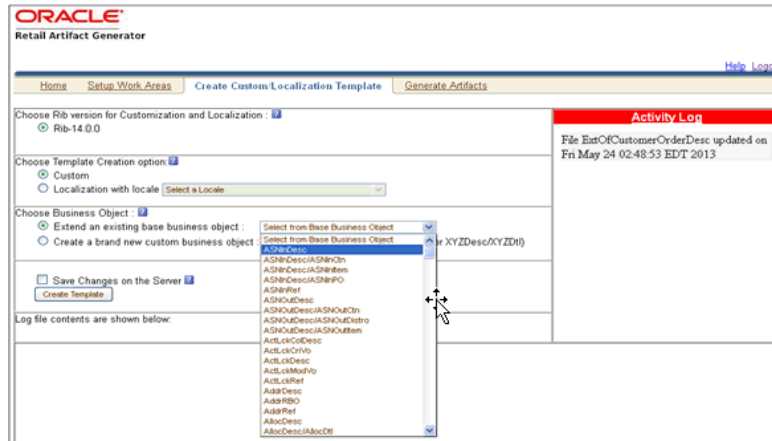 ORACLE
Retail Artifact Generator
Help Logo
Home Setup Work Areas Create Custom/Localization Template Generate Artifacts
Choose Rib version for Customization and Localization : ?
Rib-14.0.0
Choose Template Creation option: ?
Custom
Localization with locale Select a Locale
Choose Business Object : ?
Extend an existing base business object : Select from Base Business Object
Create a brand new custom business object : or XYZDesc/XYZDtl)
Select from Base Business Object
ASNInDesc
ASNInDesc/ASNInCtn
ASNInDesc/ASNInItem
ASNInDesc/ASNInPO
ASNInRef
ASNOutDesc
ASNOutDesc/ASNOutCtn
ASNOutDesc/ASNOutDistro
ASNOutDesc/ASNOutItem
ActLckColDesc
ActLckCriVo
ActLckDesc
ActLckModVo
ActLckRef
AddrDesc
AddrRBO
AddrRef
AllocDesc
AllocDesc/AllocDtl
Save Changes on the Server ?
Create Template
Log file contents are shown below:
Activity Log
File ExtOfCustomerOrderDesc updated on
Fri May 24 02:48:53 EDT 2013